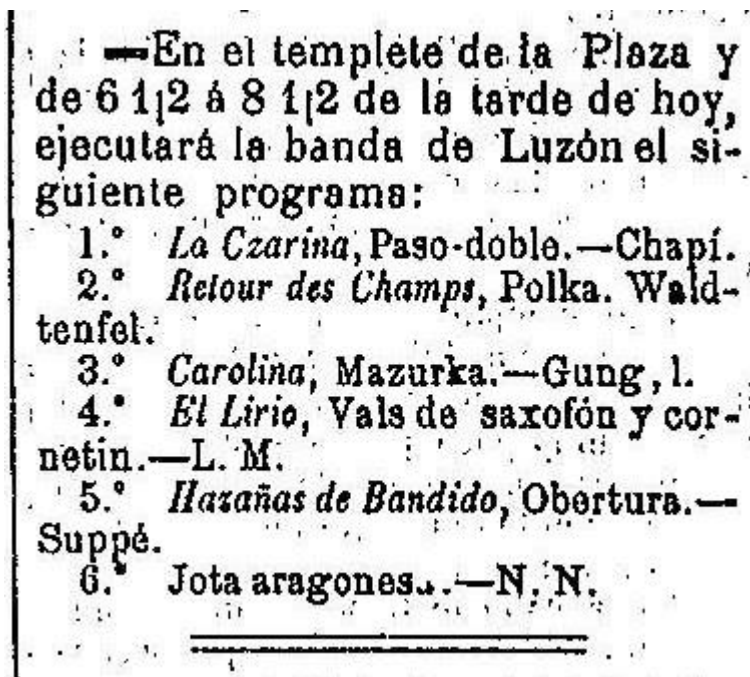 —En el templete de la Plaza y
de 6 1|2 á 8 1|2 de la tarde de hoy,
ejecutará la banda de Luzón el si-
guiente programa:
1.° La Czarina, Paso-doble.—Chapí.
2.° Retour des Champs, Polka. Wald-
tenfel.
3.° Carolina, Mazurka.—Gung, l.
4.° El Lirio, Vals de saxofón y cor-
netin.—L. M.
5.° Hazañas de Bandido, Obertura.—
Suppé.
6.° Jota aragones...—N. N.